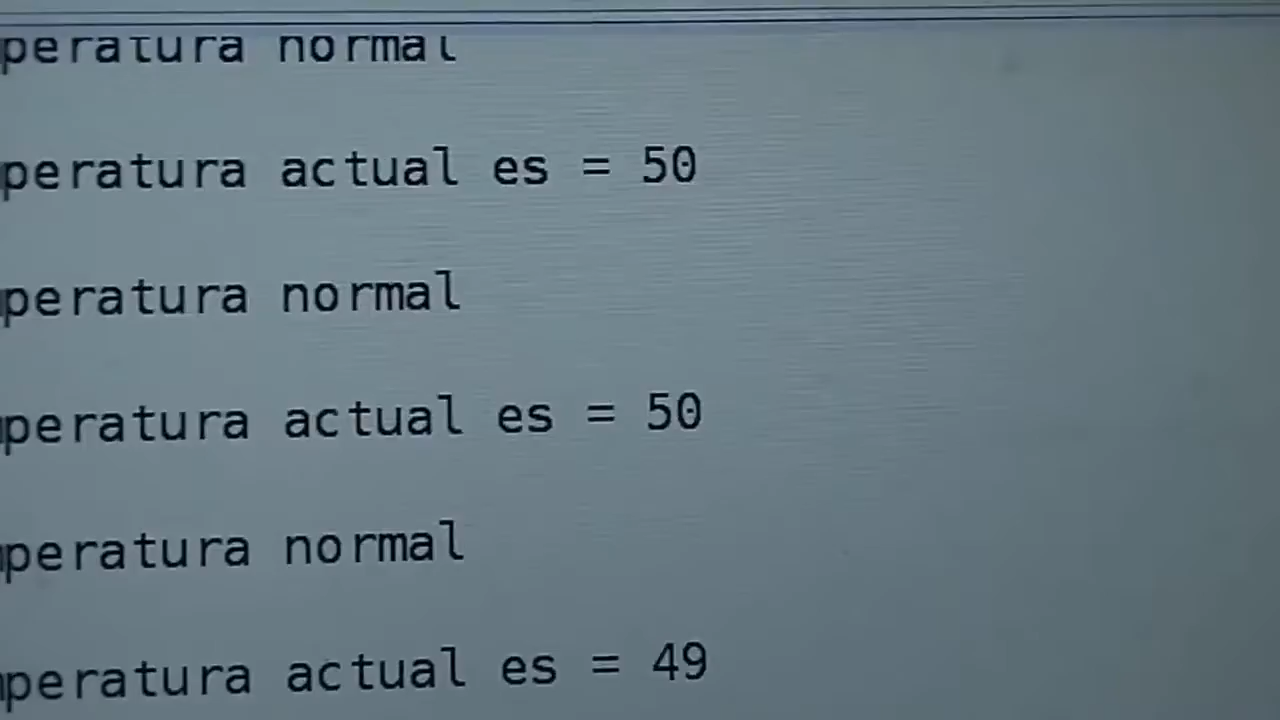 peratura normal
peratura actual es = 50
peratura normal
peratura actual es = 50
peratura normal
peratura actual es = 49